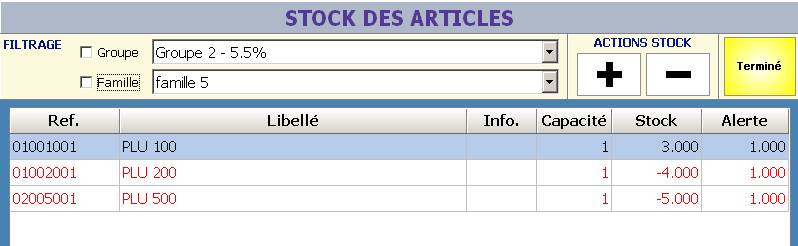 STOCK DES ARTICLES
FILTRAGE
Groupe Groupe 2 - 5.5%
Famille famille 5
ACTIONS STOCK
+ −
Terminé
Ref. Libellé Info. Capacité Stock Alerte
01001001 PLU 100 1 3.000 1.000
01002001 PLU 200 1 -4.000 1.000
02005001 PLU 500 1 -5.000 1.000